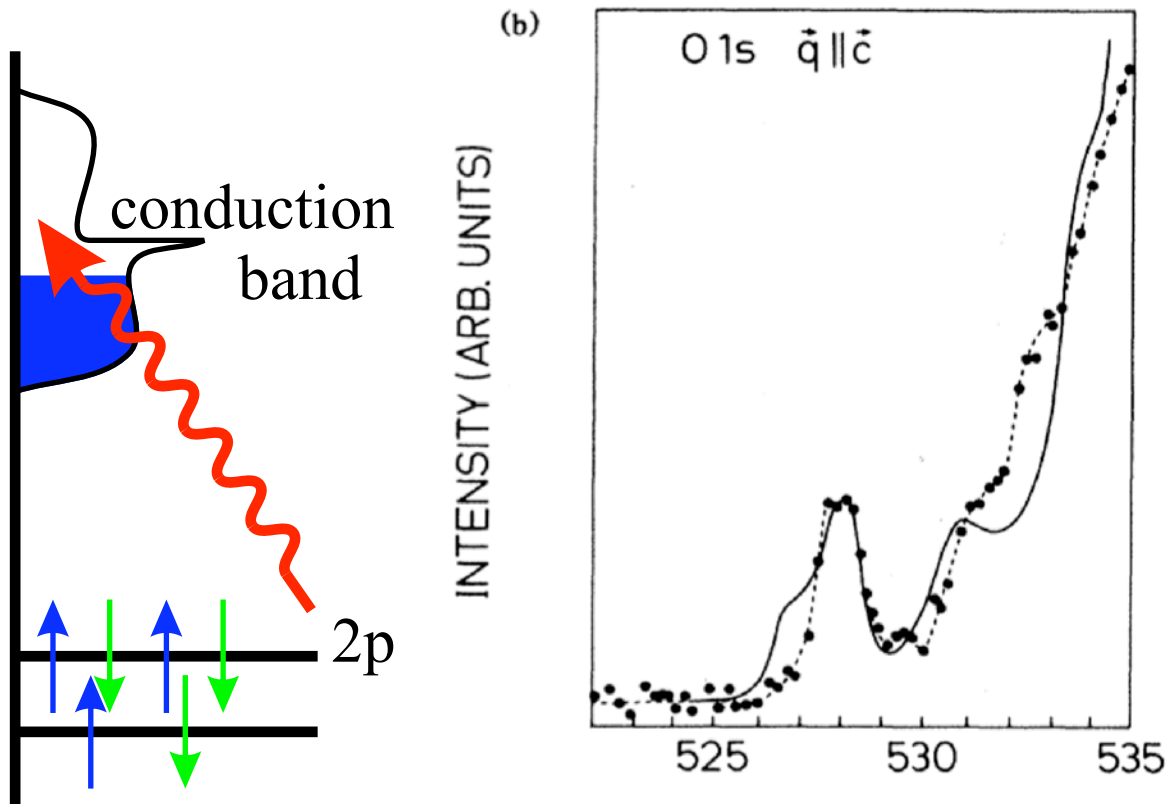 conduction
band
2p
(b)
O 1s q⃗ ∥ c⃗
INTENSITY (ARB. UNITS)
525 530 535